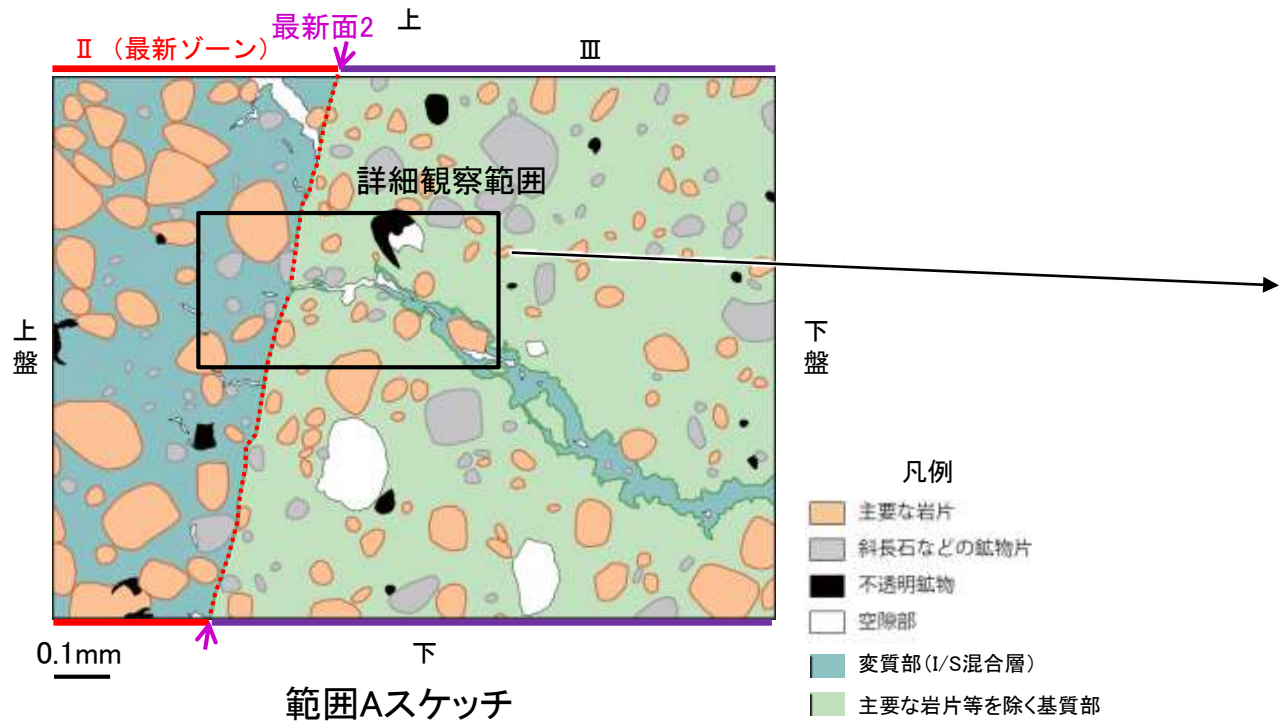 最新面2
上
Ⅱ（最新ゾーン）
Ⅲ
詳細観察範囲
上盤
下盤
凡例
主要な岩片
斜長石などの鉱物片
不透明鉱物
空隙部
変質部(I/S混合層)
主要な岩片等を除く基質部
0.1mm
下
範囲Aスケッチ